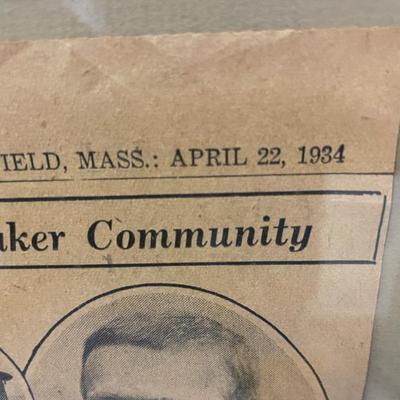 IELD, MASS.: APRIL 22, 1934
aker Community